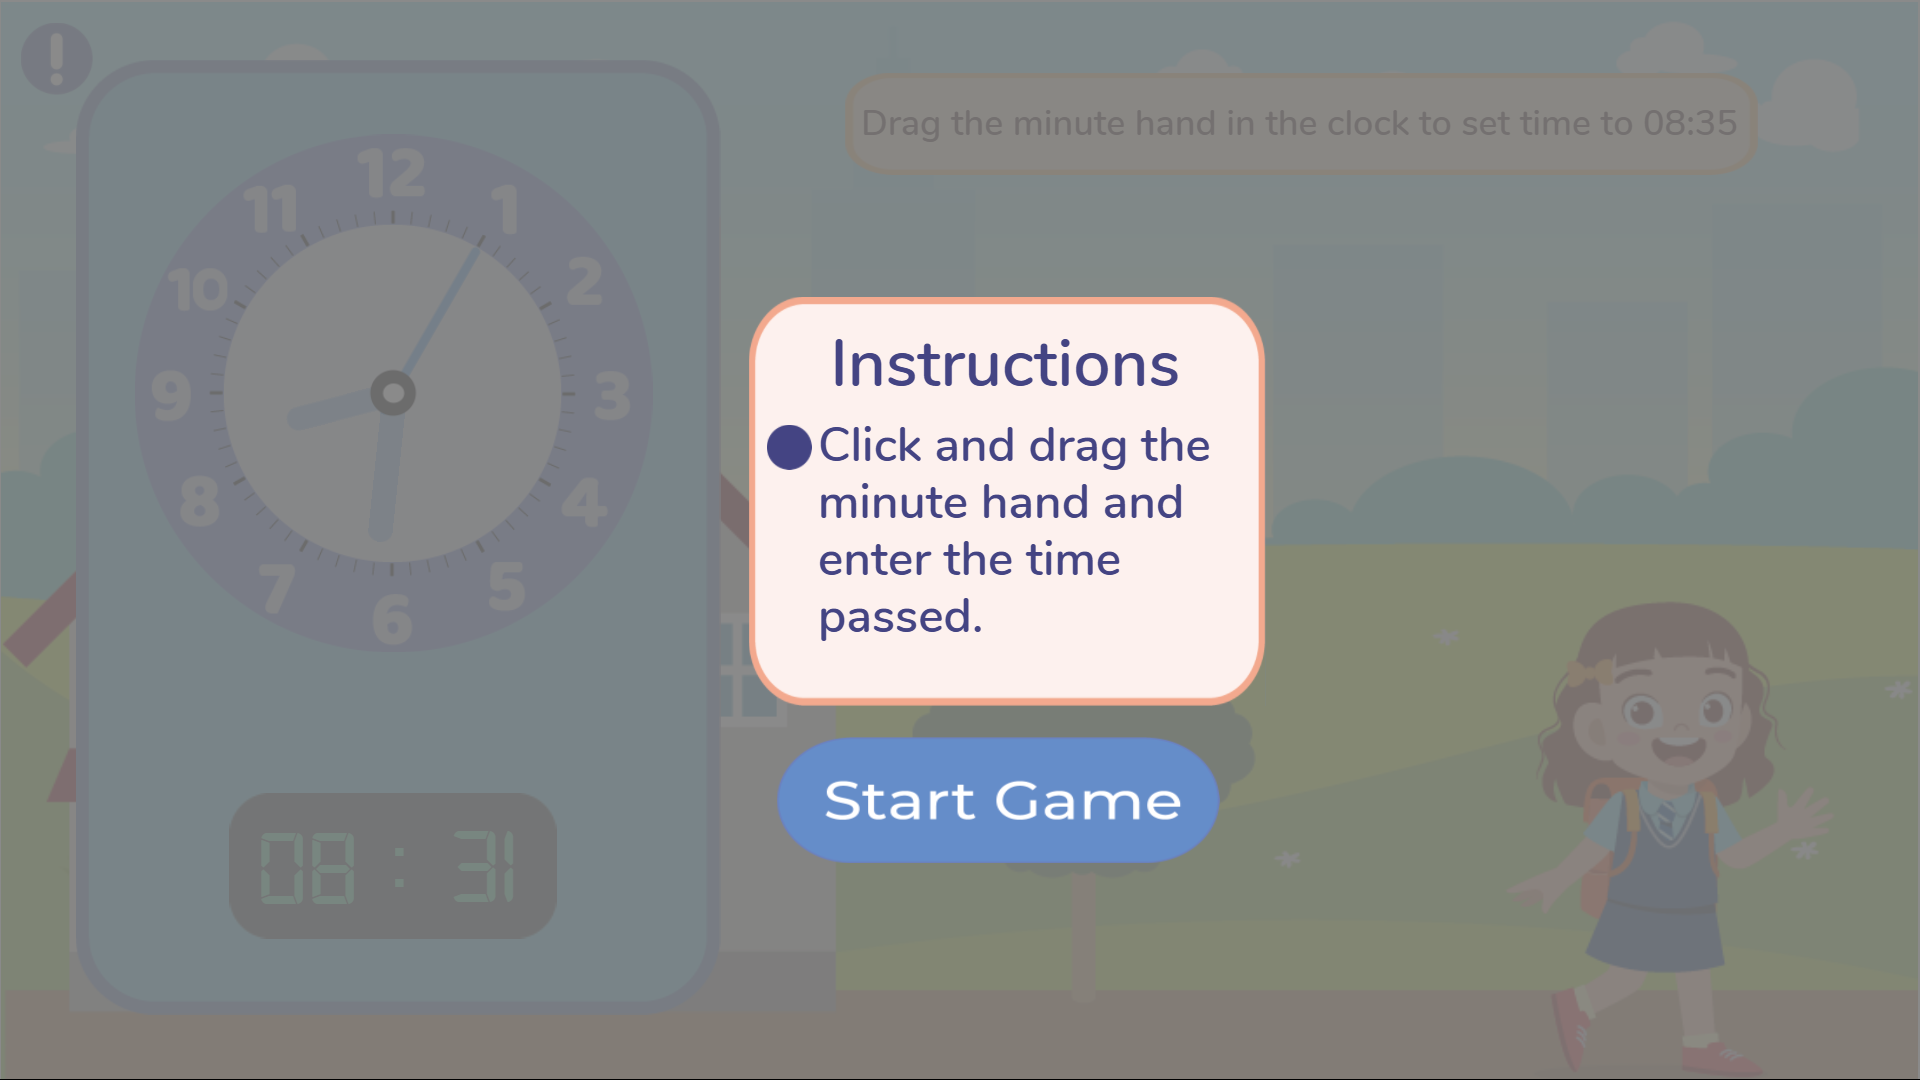 !
Drag the minute hand in the clock to set time to 08:35
12
11
1
10
2
9
3
8
4
7
5
6
Instructions
Click and drag the
minute hand and
enter the time
passed.
Start Game
08 : 31